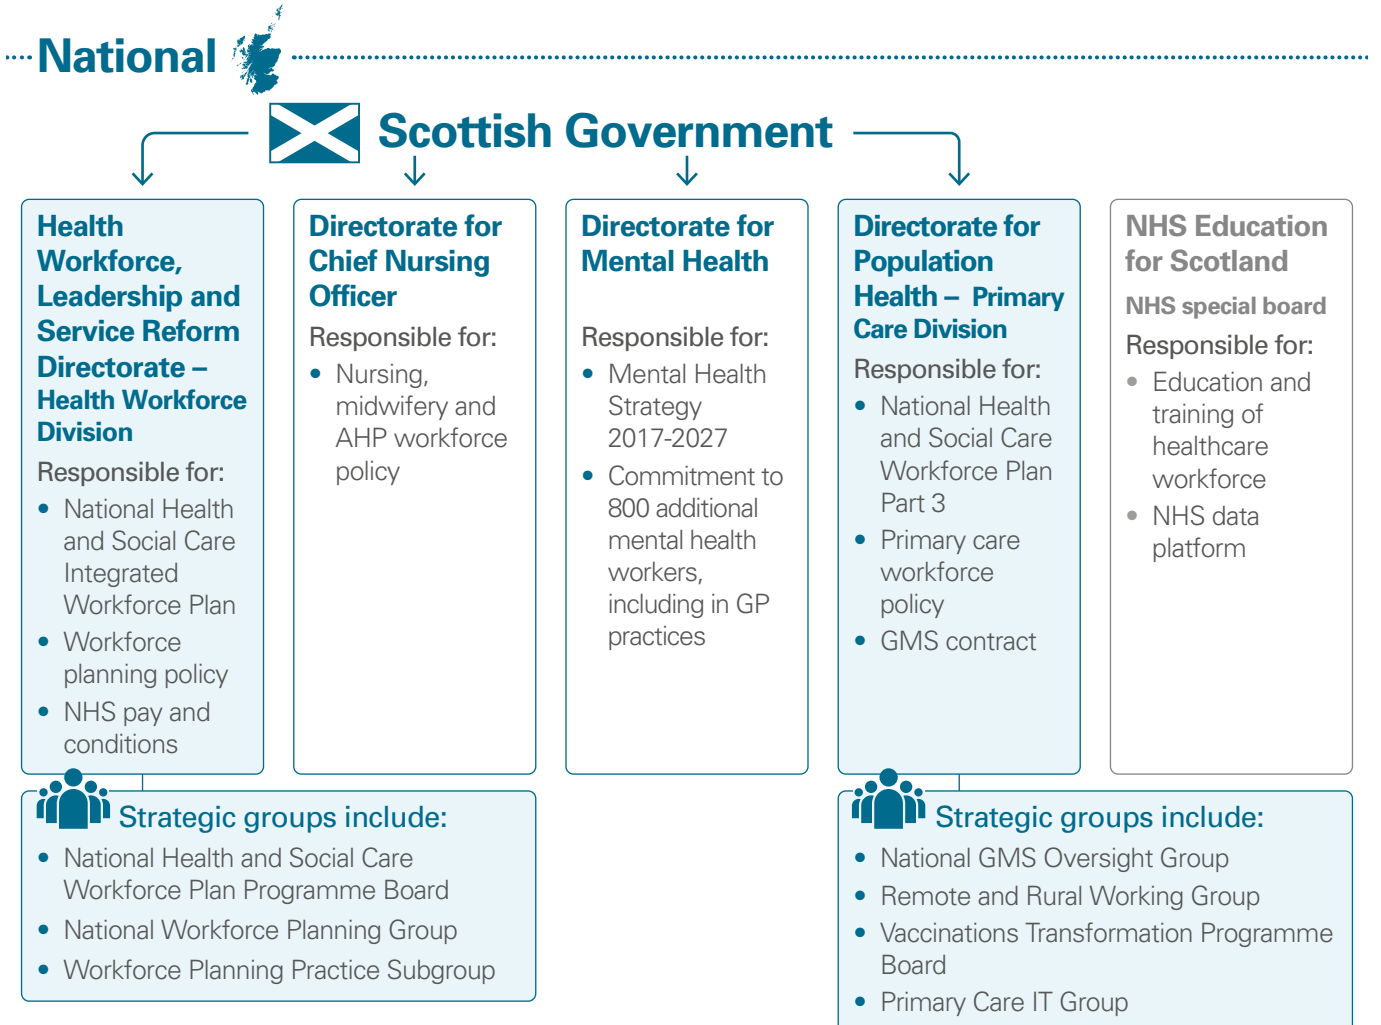 National
Scottish Government
Health
Workforce,
Leadership and
Service Reform
Directorate –
Health Workforce
Division
Responsible for:
• National Health
and Social Care
Integrated
Workforce Plan
• Workforce
planning policy
• NHS pay and
conditions
Directorate for
Chief Nursing
Officer
Responsible for:
• Nursing,
midwifery and
AHP workforce
policy
Directorate for
Mental Health
Responsible for:
• Mental Health
Strategy
2017-2027
• Commitment to
800 additional
mental health
workers,
including in GP
practices
Directorate for
Population
Health – Primary
Care Division
Responsible for:
• National Health
and Social Care
Workforce Plan
Part 3
• Primary care
workforce
policy
• GMS contract
NHS Education
for Scotland
NHS special board
Responsible for:
• Education and
training of
healthcare
workforce
• NHS data
platform
Strategic groups include:
• National Health and Social Care
Workforce Plan Programme Board
• National Workforce Planning Group
• Workforce Planning Practice Subgroup
Strategic groups include:
• National GMS Oversight Group
• Remote and Rural Working Group
• Vaccinations Transformation Programme
Board
• Primary Care IT Group